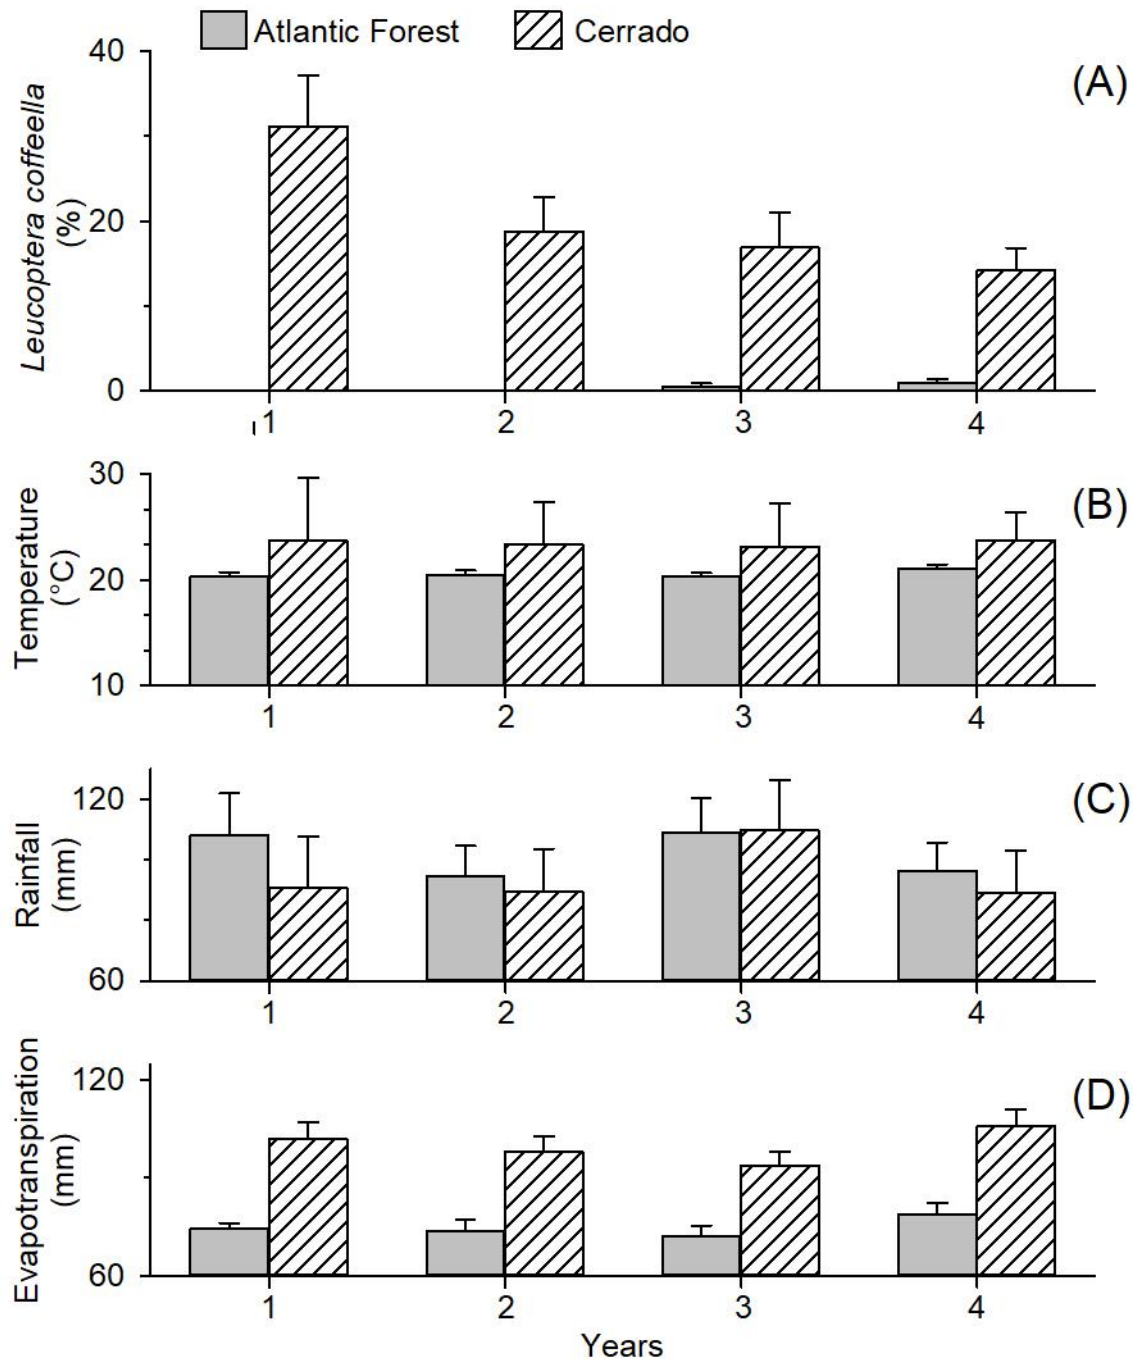 Atlantic Forest Cerrado
(A)
Leucoptera coffeella
(%)
40
20
0
1 2 3 4
(B)
Temperature
(°C)
30
20
10
1 2 3 4
(C)
Rainfall
(mm)
120
60
1 2 3 4
(D)
Evapotranspiration
(mm)
120
60
1 2 3 4
Years